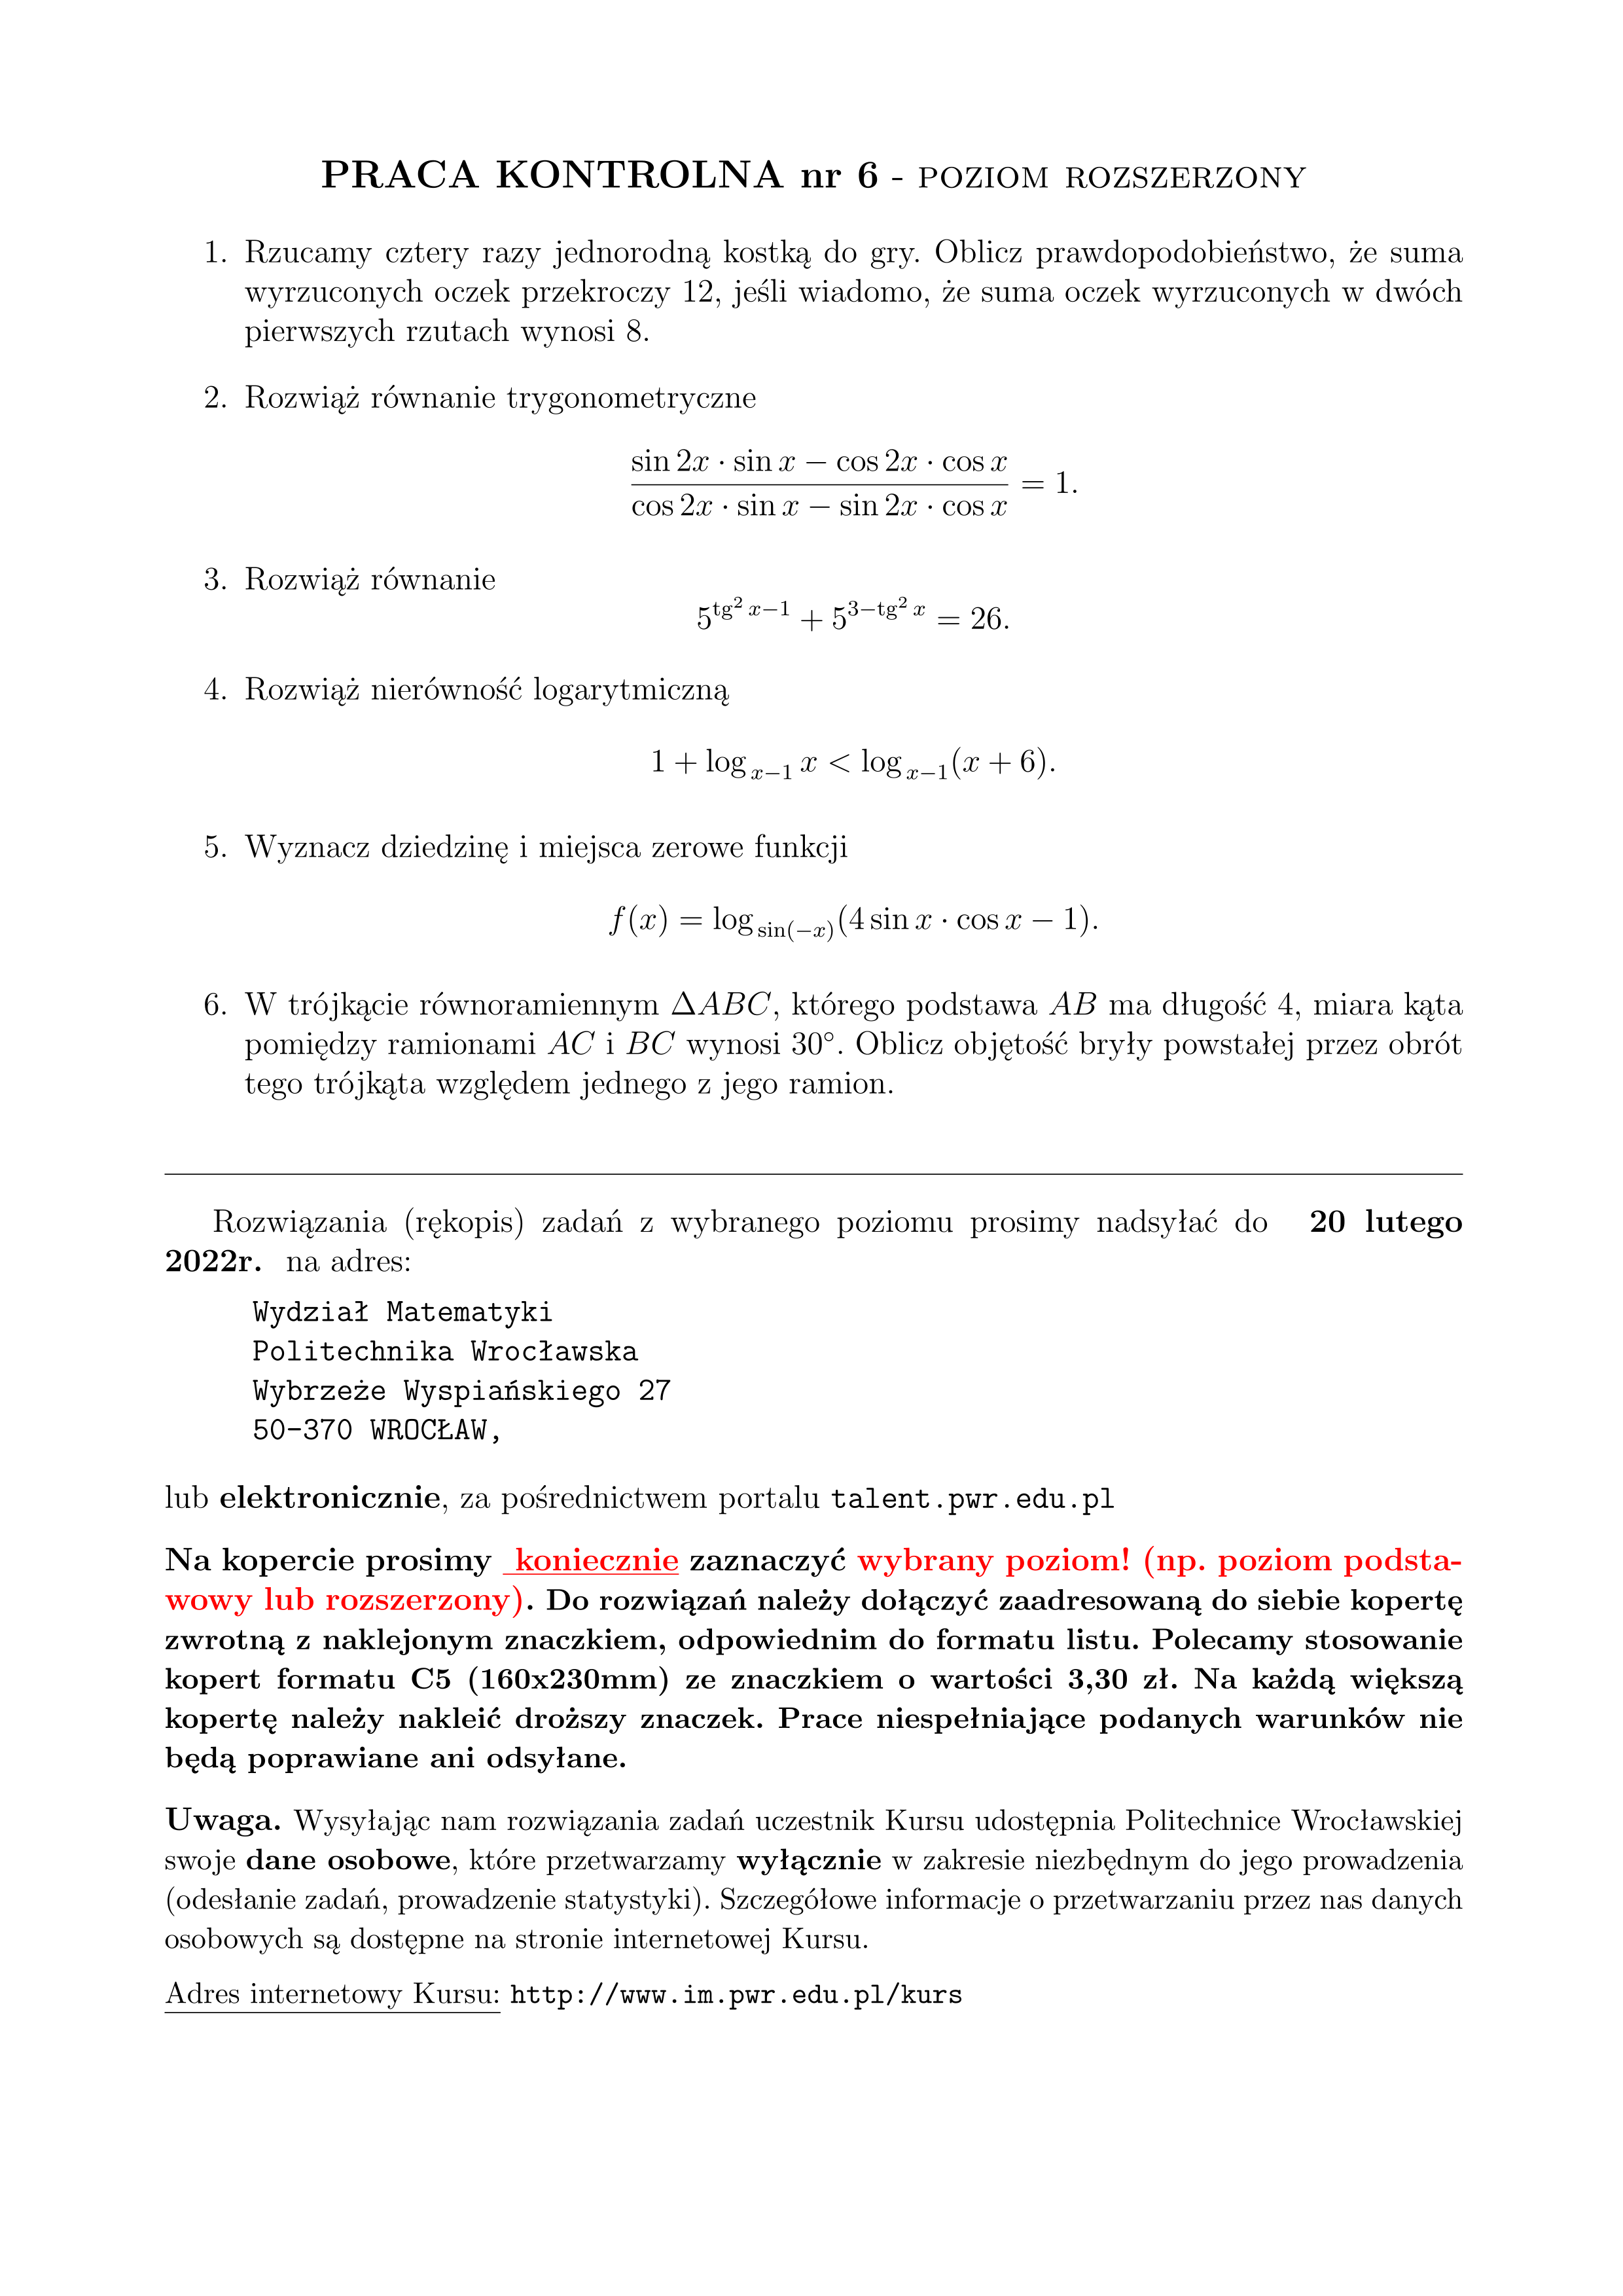 PRACA KONTROLNA nr 6 - POZIOM ROZSZERZONY
1. Rzucamy cztery razy jednorodną kostką do gry. Oblicz prawdopodobieństwo, że suma
wyrzuconych oczek przekroczy 12, jeśli wiadomo, że suma oczek wyrzuconych w dwóch
pierwszych rzutach wynosi 8.
2. Rozwiąż równanie trygonometryczne
$$\frac{\sin 2x \cdot \sin x - \cos 2x \cdot \cos x}{\cos 2x \cdot \sin x - \sin 2x \cdot \cos x} = 1.$$
3. Rozwiąż równanie
$$5^{\operatorname{tg}^2 x-1} + 5^{3-\operatorname{tg}^2 x} = 26.$$
4. Rozwiąż nierówność logarytmiczną
$$1 + \log_{x-1} x < \log_{x-1}(x + 6).$$
5. Wyznacz dziedzinę i miejsca zerowe funkcji
$$f(x) = \log_{\sin(-x)}(4 \sin x \cdot \cos x - 1).$$
6. W trójkącie równoramiennym ΔABC, którego podstawa AB ma długość 4, miara kąta
pomiędzy ramionami AC i BC wynosi 30°. Oblicz objętość bryły powstałej przez obrót
tego trójkąta względem jednego z jego ramion.
Rozwiązania (rękopis) zadań z wybranego poziomu prosimy nadsyłać do 20 lutego
2022r. na adres:
Wydział Matematyki
Politechnika Wrocławska
Wybrzeże Wyspiańskiego 27
50-370 WROCŁAW,
lub elektronicznie, za pośrednictwem portalu talent.pwr.edu.pl
Na kopercie prosimy koniecznie zaznaczyć wybrany poziom! (np. poziom podsta-
wowy lub rozszerzony). Do rozwiązań należy dołączyć zaadresowaną do siebie kopertę
zwrotną z naklejonym znaczkiem, odpowiednim do formatu listu. Polecamy stosowanie
kopert formatu C5 (160x230mm) ze znaczkiem o wartości 3,30 zł. Na każdą większą
kopertę należy nakleić droższy znaczek. Prace niespełniające podanych warunków nie
będą poprawiane ani odsyłane.
Uwaga. Wysyłając nam rozwiązania zadań uczestnik Kursu udostępnia Politechnice Wrocławskiej
swoje dane osobowe, które przetwarzamy wyłącznie w zakresie niezbędnym do jego prowadzenia
(odesłanie zadań, prowadzenie statystyki). Szczegółowe informacje o przetwarzaniu przez nas danych
osobowych są dostępne na stronie internetowej Kursu.
Adres internetowy Kursu: http://www.im.pwr.edu.pl/kurs